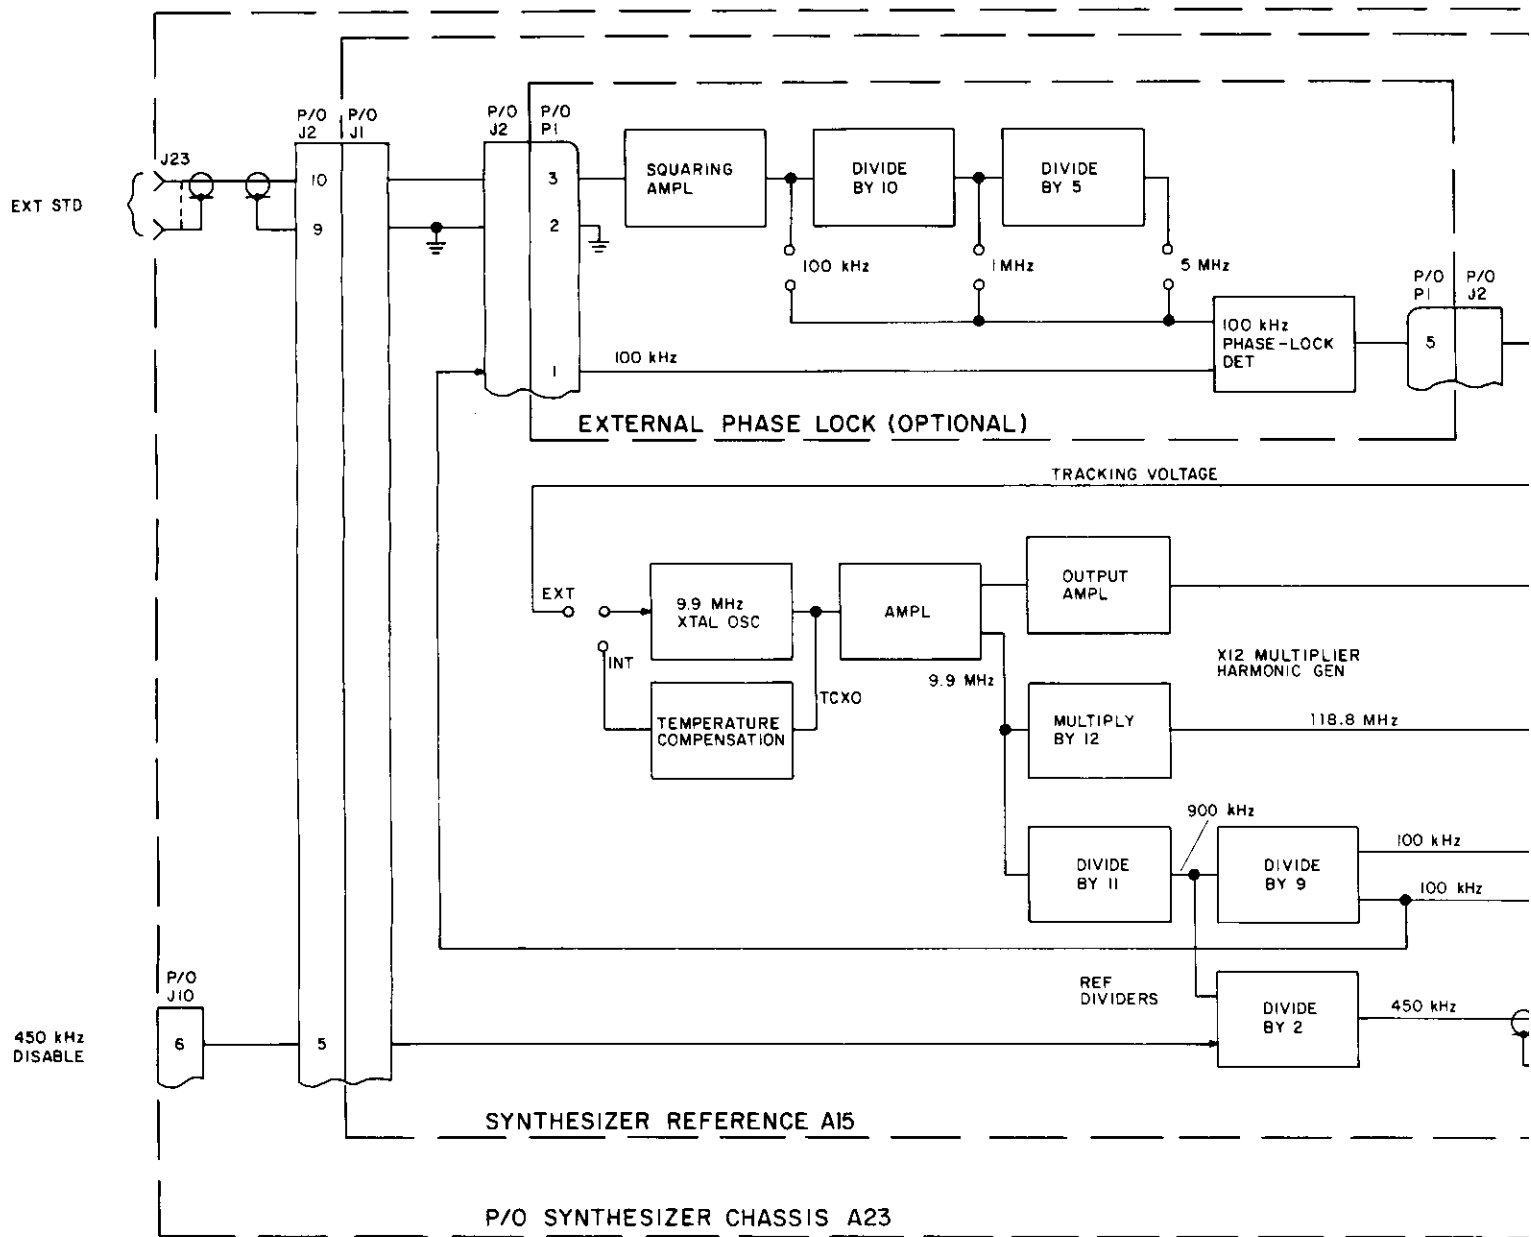 P/O P/O
J2 J1
P/O P/O
J2 P1
J23
EXT STD
10
9
3
2
1
SQUARING
AMPL
DIVIDE
BY 10
DIVIDE
BY 5
100 kHz
1 MHz
5 MHz
P/O P/O
P1 J2
100 kHz
PHASE-LOCK
DET
5
100 kHz
EXTERNAL PHASE LOCK (OPTIONAL)
TRACKING VOLTAGE
EXT
INT
9.9 MHz
XTAL OSC
AMPL
OUTPUT
AMPL
TCXO
9.9 MHz
X12 MULTIPLIER
HARMONIC GEN
TEMPERATURE
COMPENSATION
MULTIPLY
BY 12
118.8 MHz
900 kHz
DIVIDE
BY 11
DIVIDE
BY 9
100 kHz
100 kHz
P/O
J10
REF
DIVIDERS
DIVIDE
BY 2
450 kHz
450 kHz
DISABLE
6
5
SYNTHESIZER REFERENCE A15
P/O SYNTHESIZER CHASSIS A23